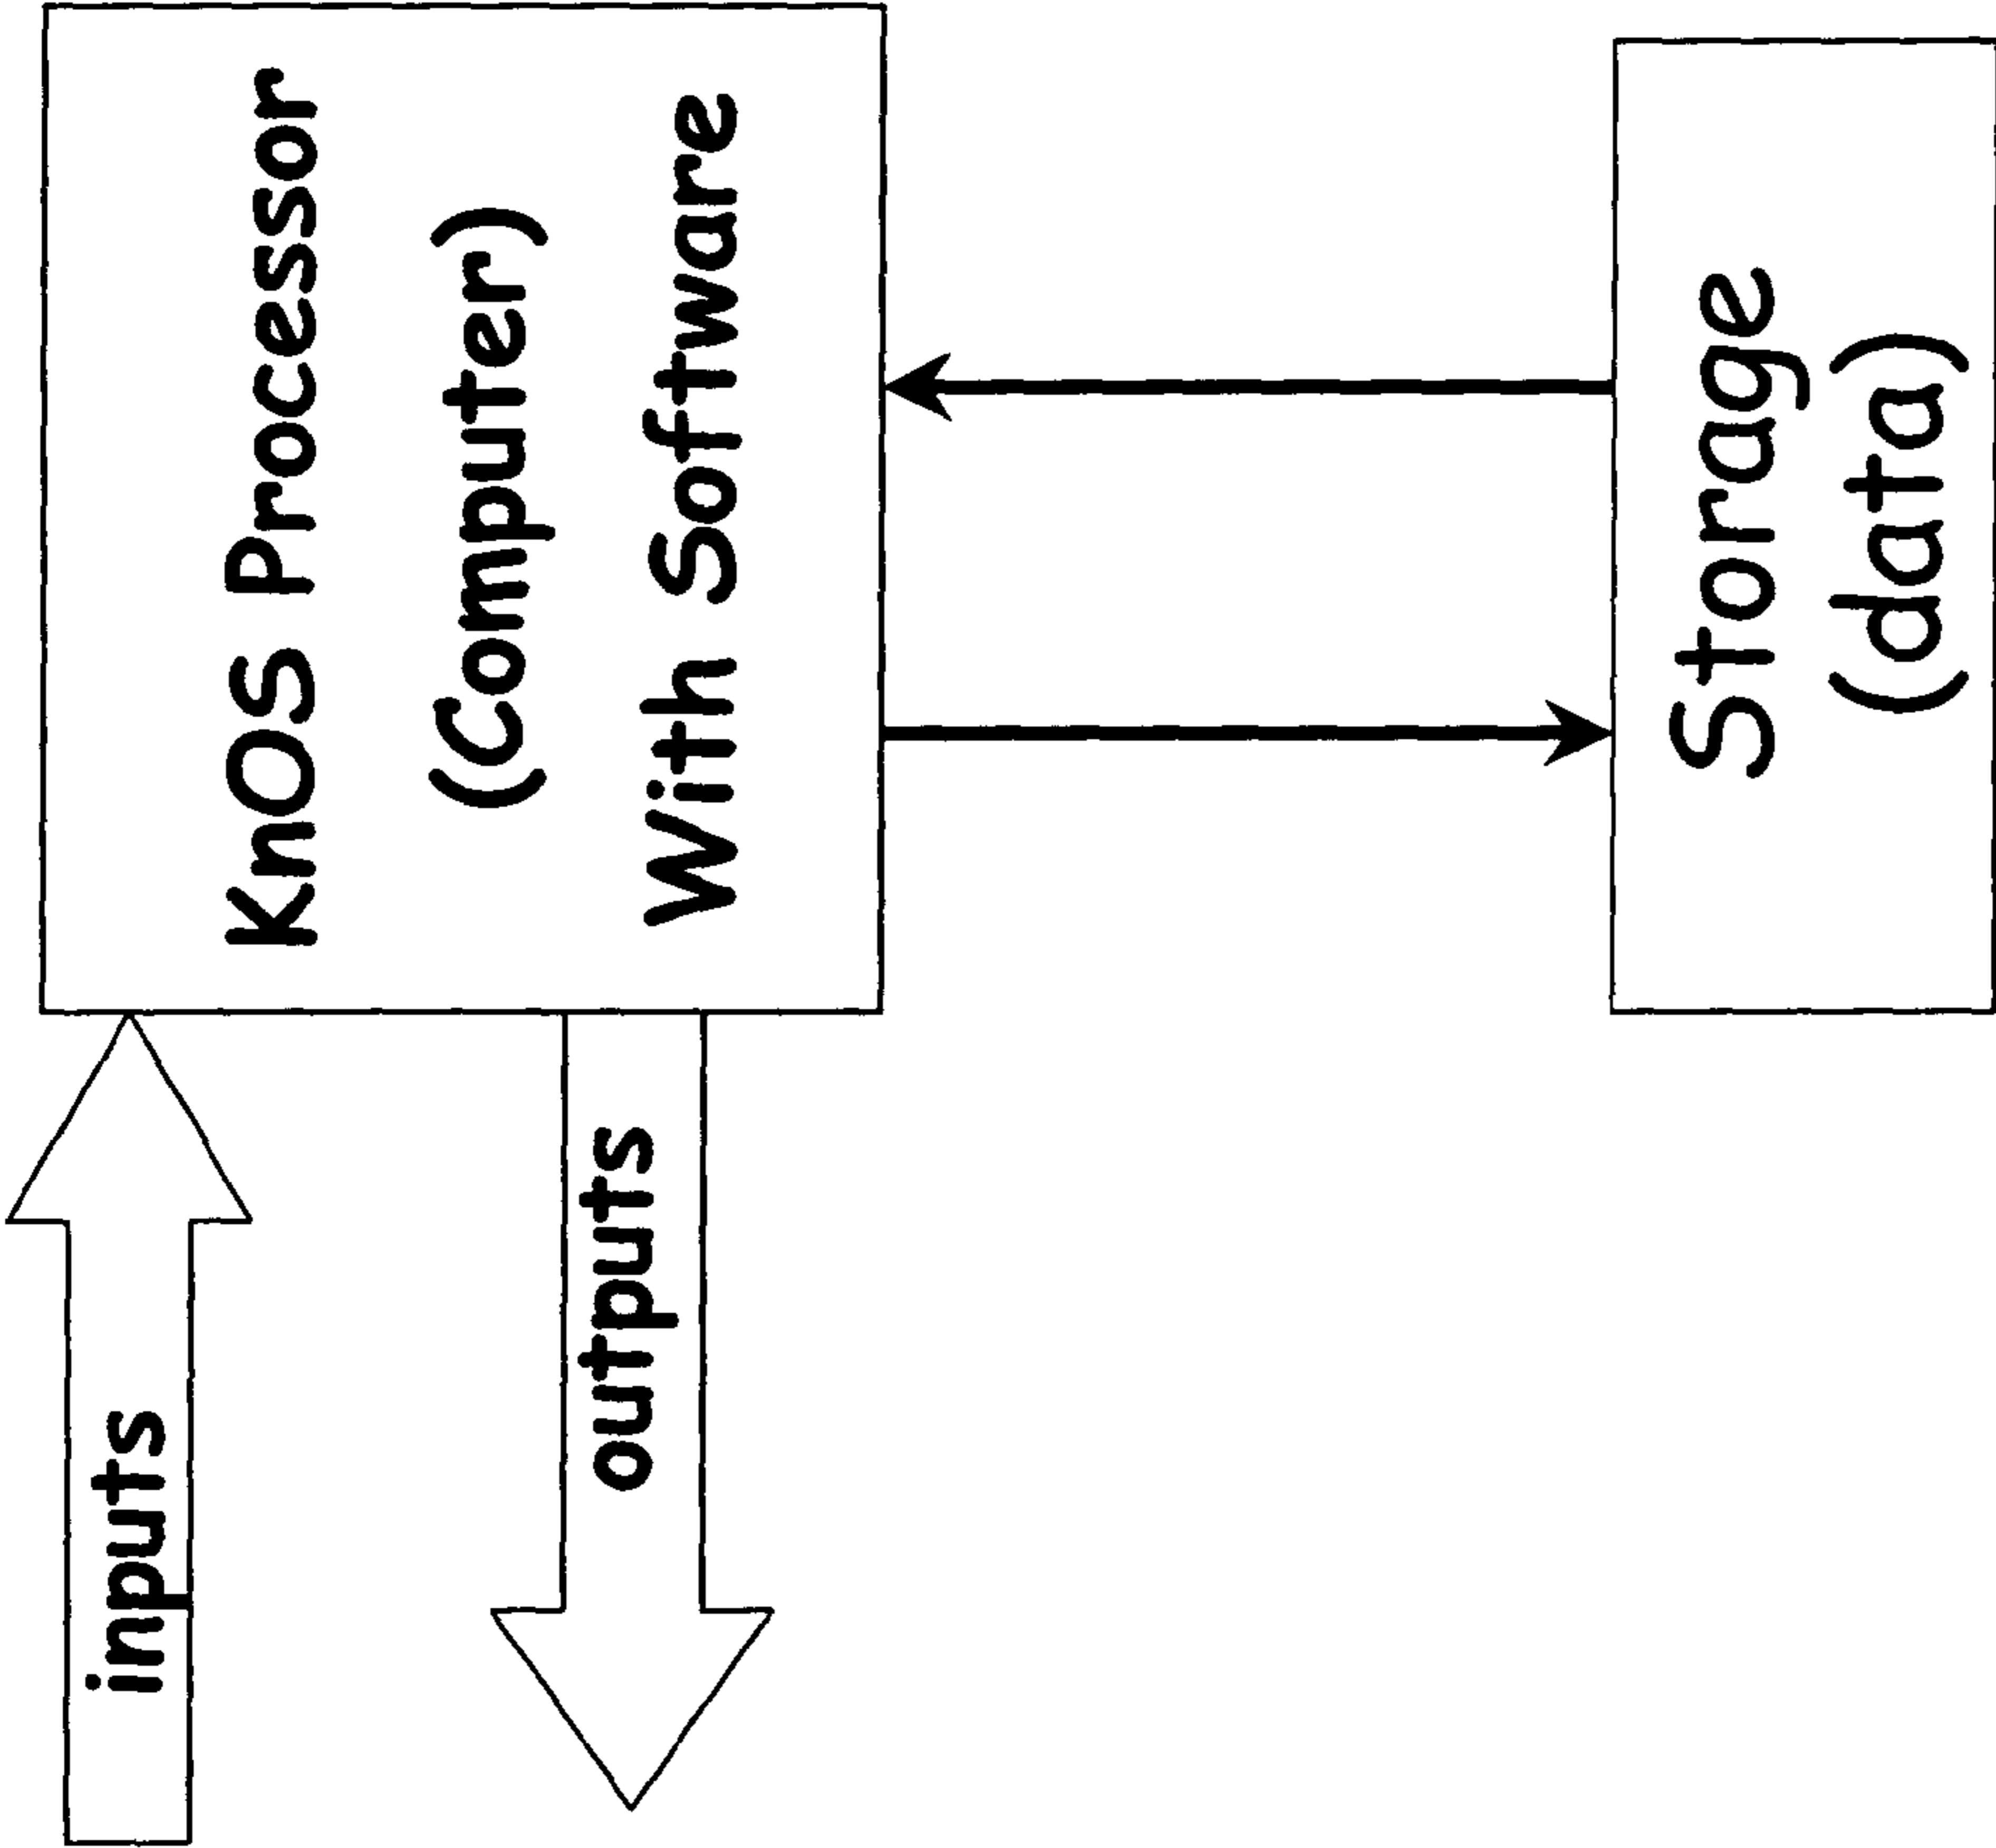 inputs
KnOS Processor
(Computer)
With Software
outputs
Storage
(data)